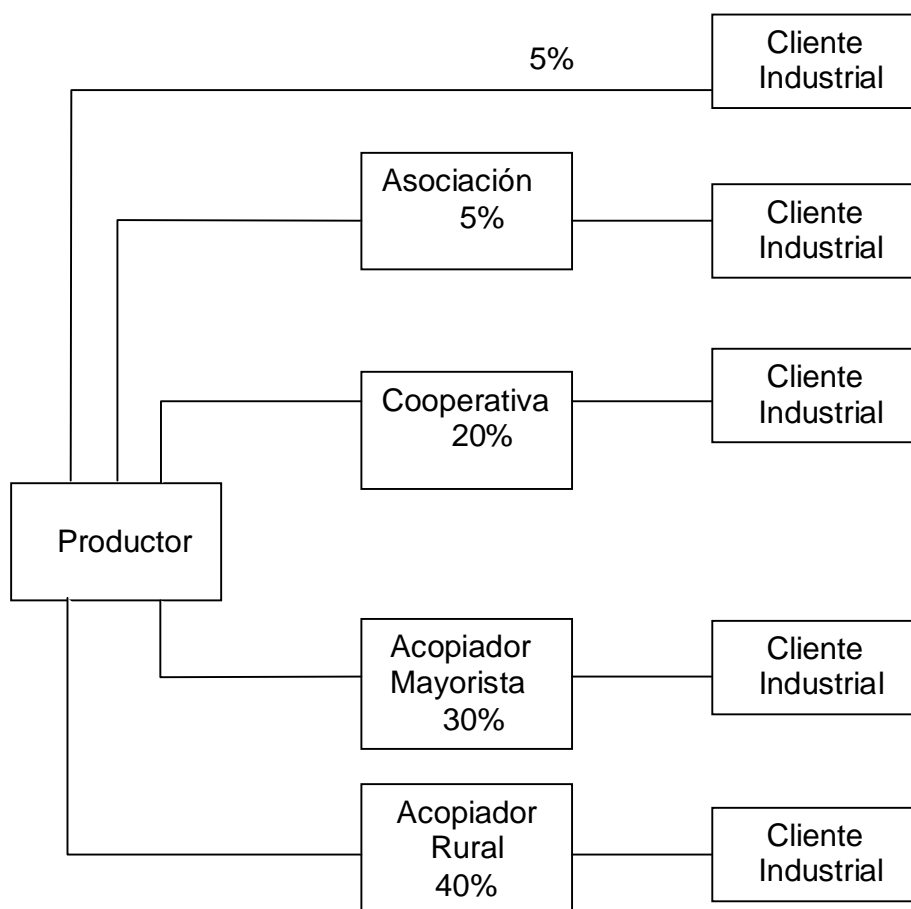 Cliente
Industrial
5%
Asociación
5%
Cliente
Industrial
Cooperativa
20%
Cliente
Industrial
Productor
Acopiador
Mayorista
30%
Cliente
Industrial
Acopiador
Rural
40%
Cliente
Industrial